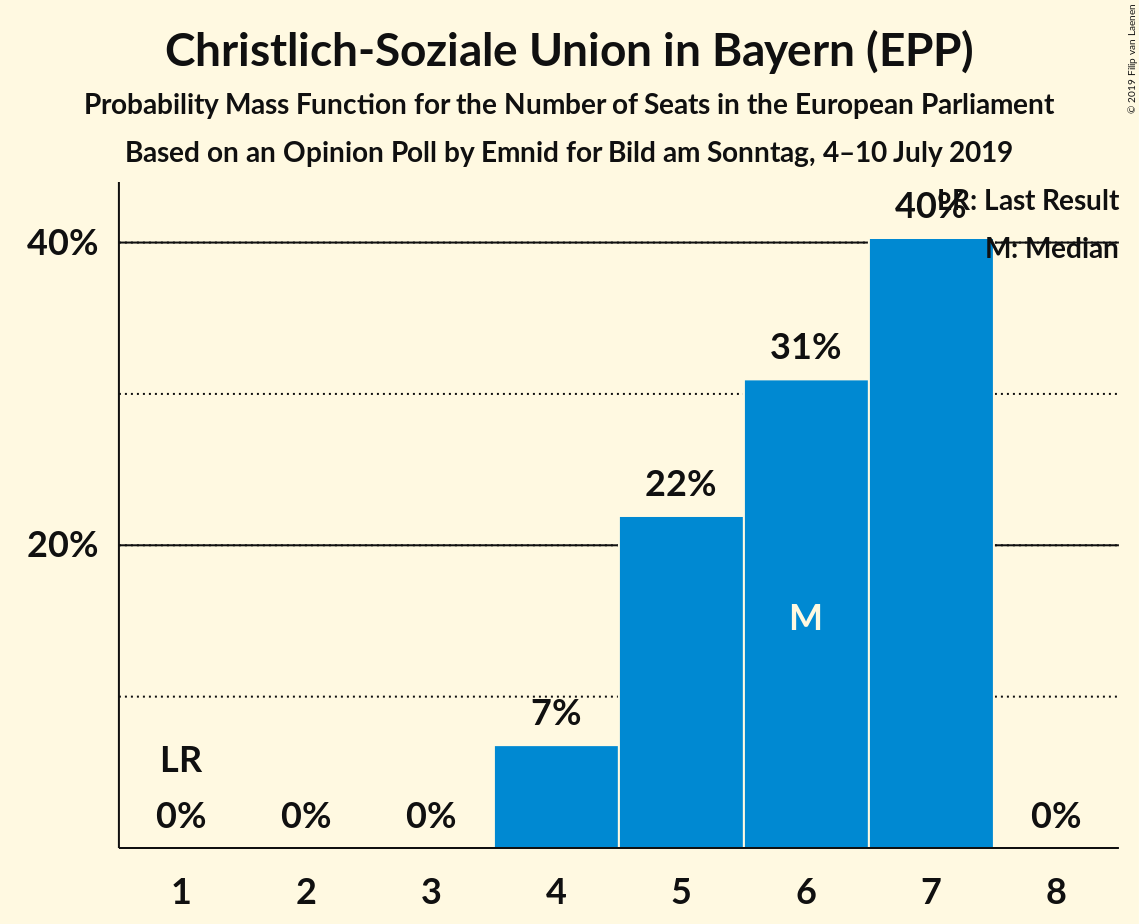 Christlich-Soziale Union in Bayern (EPP)
Probability Mass Function for the Number of Seats in the European Parliament
Based on an Opinion Poll by Emnid for Bild am Sonntag, 4–10 July 2019
© 2019 Filip van Laenen
LR: Last Result
M: Median
40%
20%
LR
0%
0%
0%
7%
22%
31%
M
40%
0%
1 2 3 4 5 6 7 8